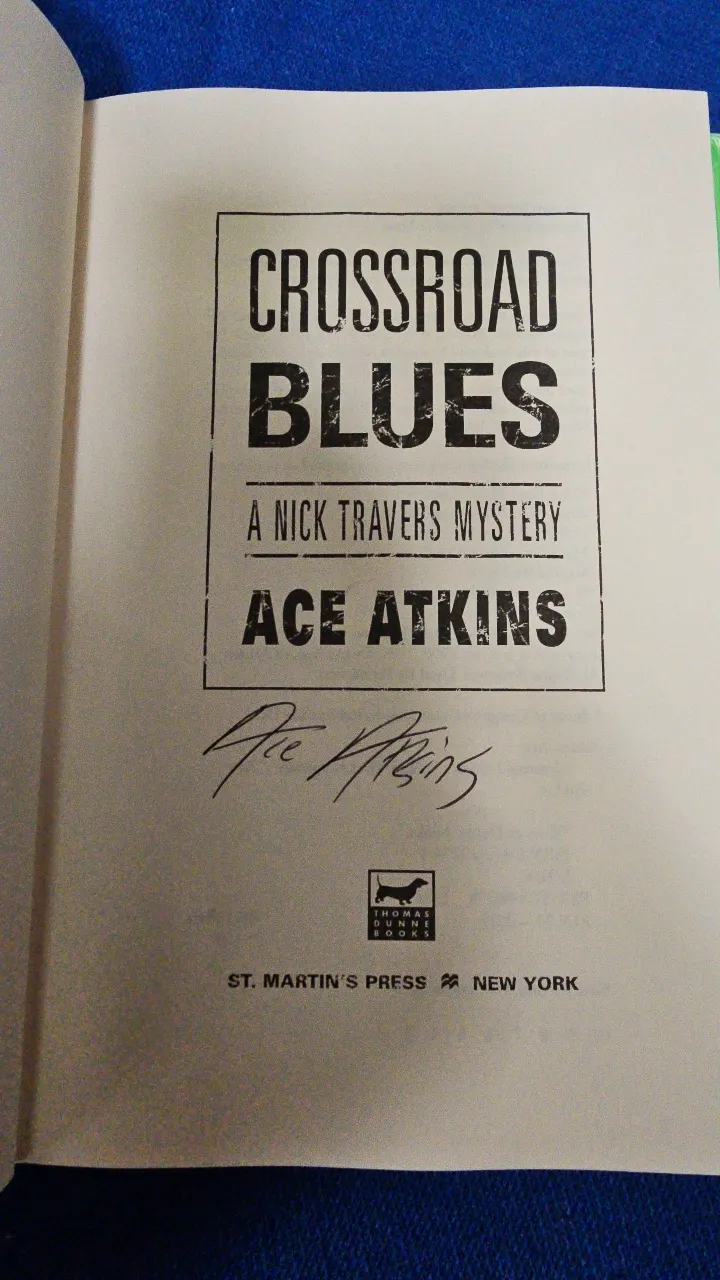 CROSSROAD
BLUES
A NICK TRAVERS MYSTERY
ACE ATKINS
Ace Atkins
THOMAS
DUNNE
BOOKS
ST. MARTIN'S PRESS NEW YORK